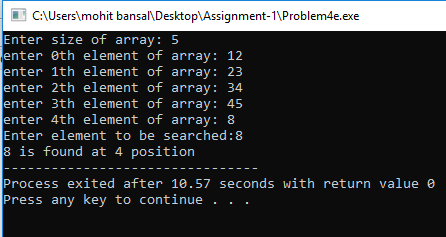 C:\Users\mohit bansal\Desktop\Assignment-1\Problem4e.exe
Enter size of array: 5
enter 0th element of array: 12
enter 1th element of array: 23
enter 2th element of array: 34
enter 3th element of array: 45
enter 4th element of array: 8
Enter element to be searched:8
8 is found at 4 position
--------------------------------
Process exited after 10.57 seconds with return value 0
Press any key to continue . . .